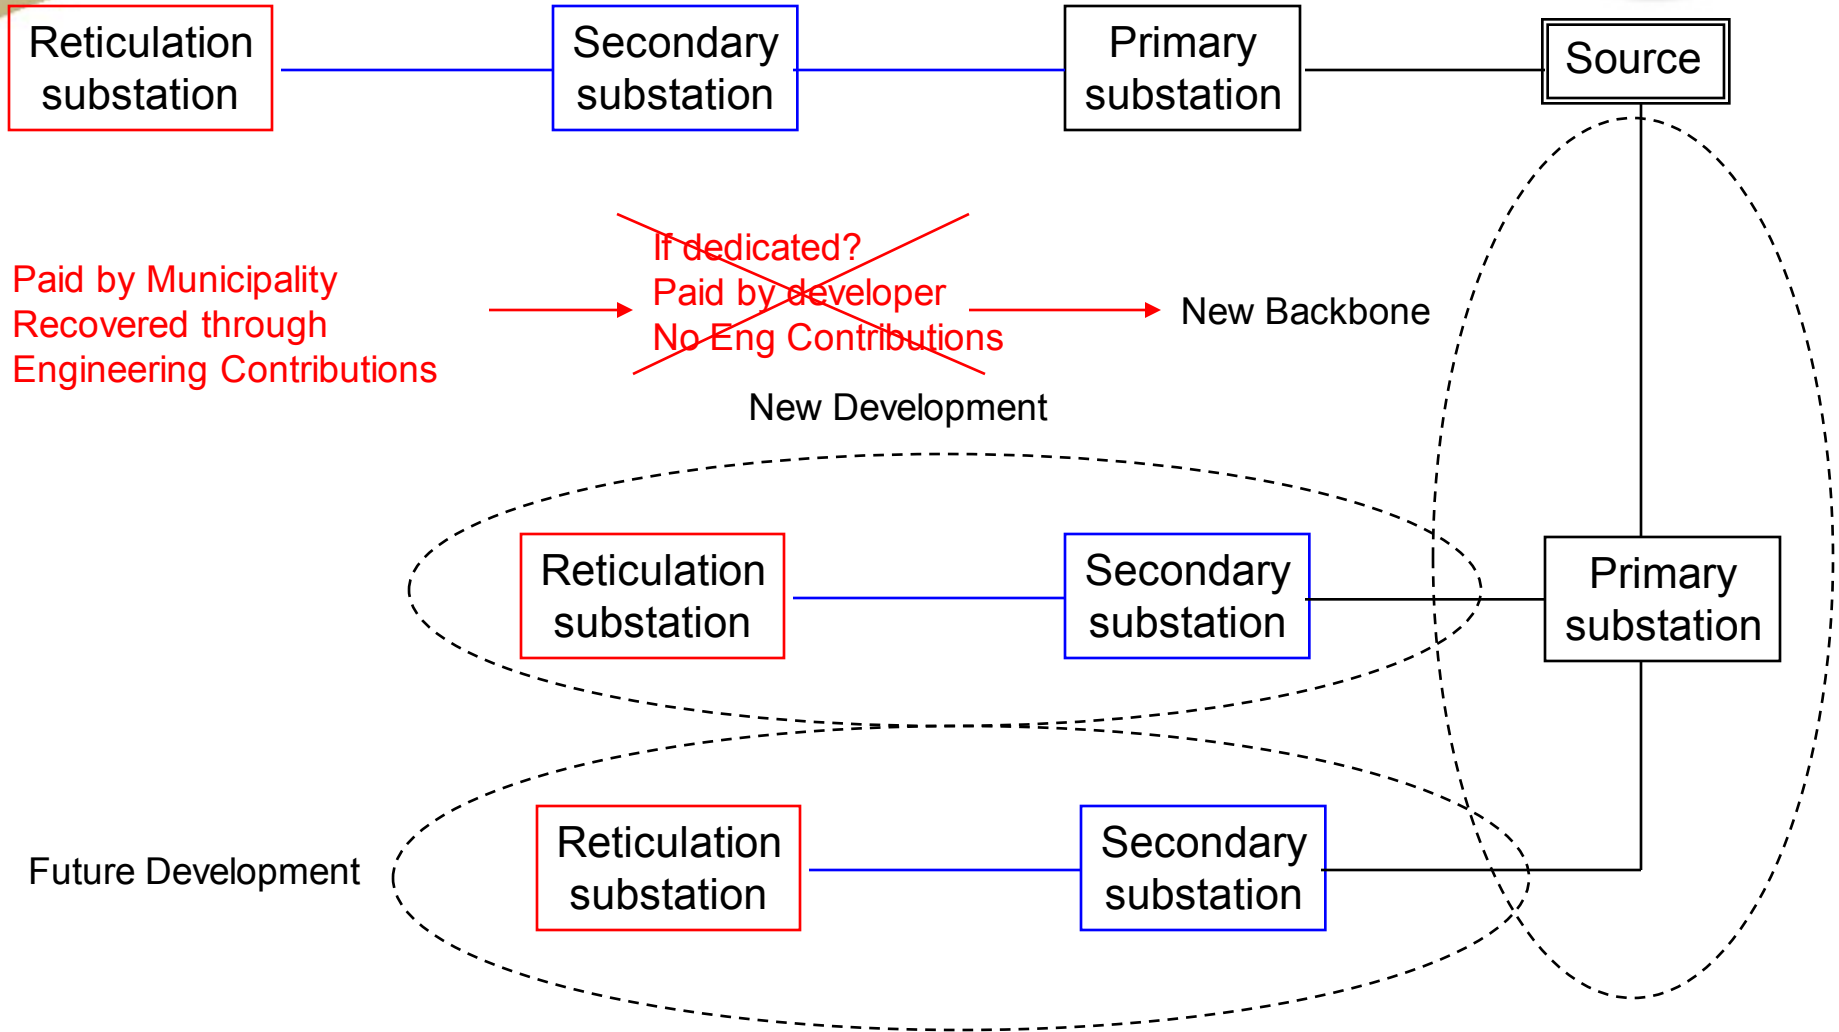 Reticulation
substation
Secondary
substation
Primary
substation
Source
Paid by Municipality
Recovered through
Engineering Contributions
If dedicated?
Paid by developer
No Eng Contributions
New Backbone
New Development
Reticulation
substation
Secondary
substation
Primary
substation
Future Development
Reticulation
substation
Secondary
substation